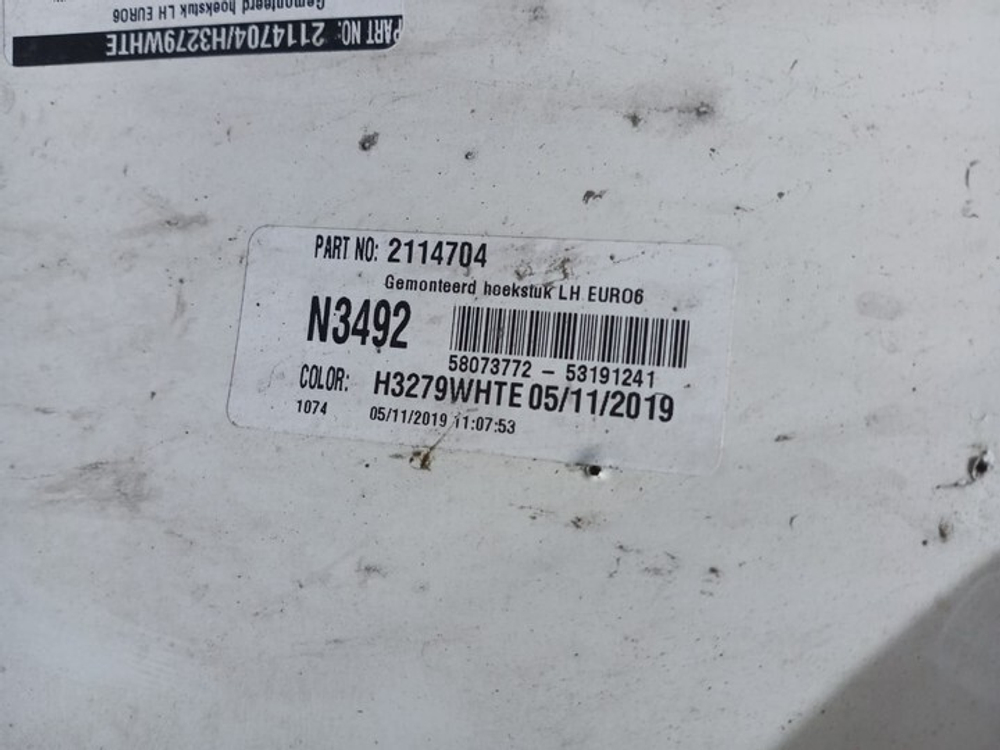 Gemonteerd hoekstuk LH EURO6
PART NO: 2114704/H3279WHTE
PART NO: 2114704
Gemonteerd hoekstuk LH EURO6
N3492
58073772 - 53191241
COLOR: H3279WHTE 05/11/2019
1074 05/11/2019 11:07:53